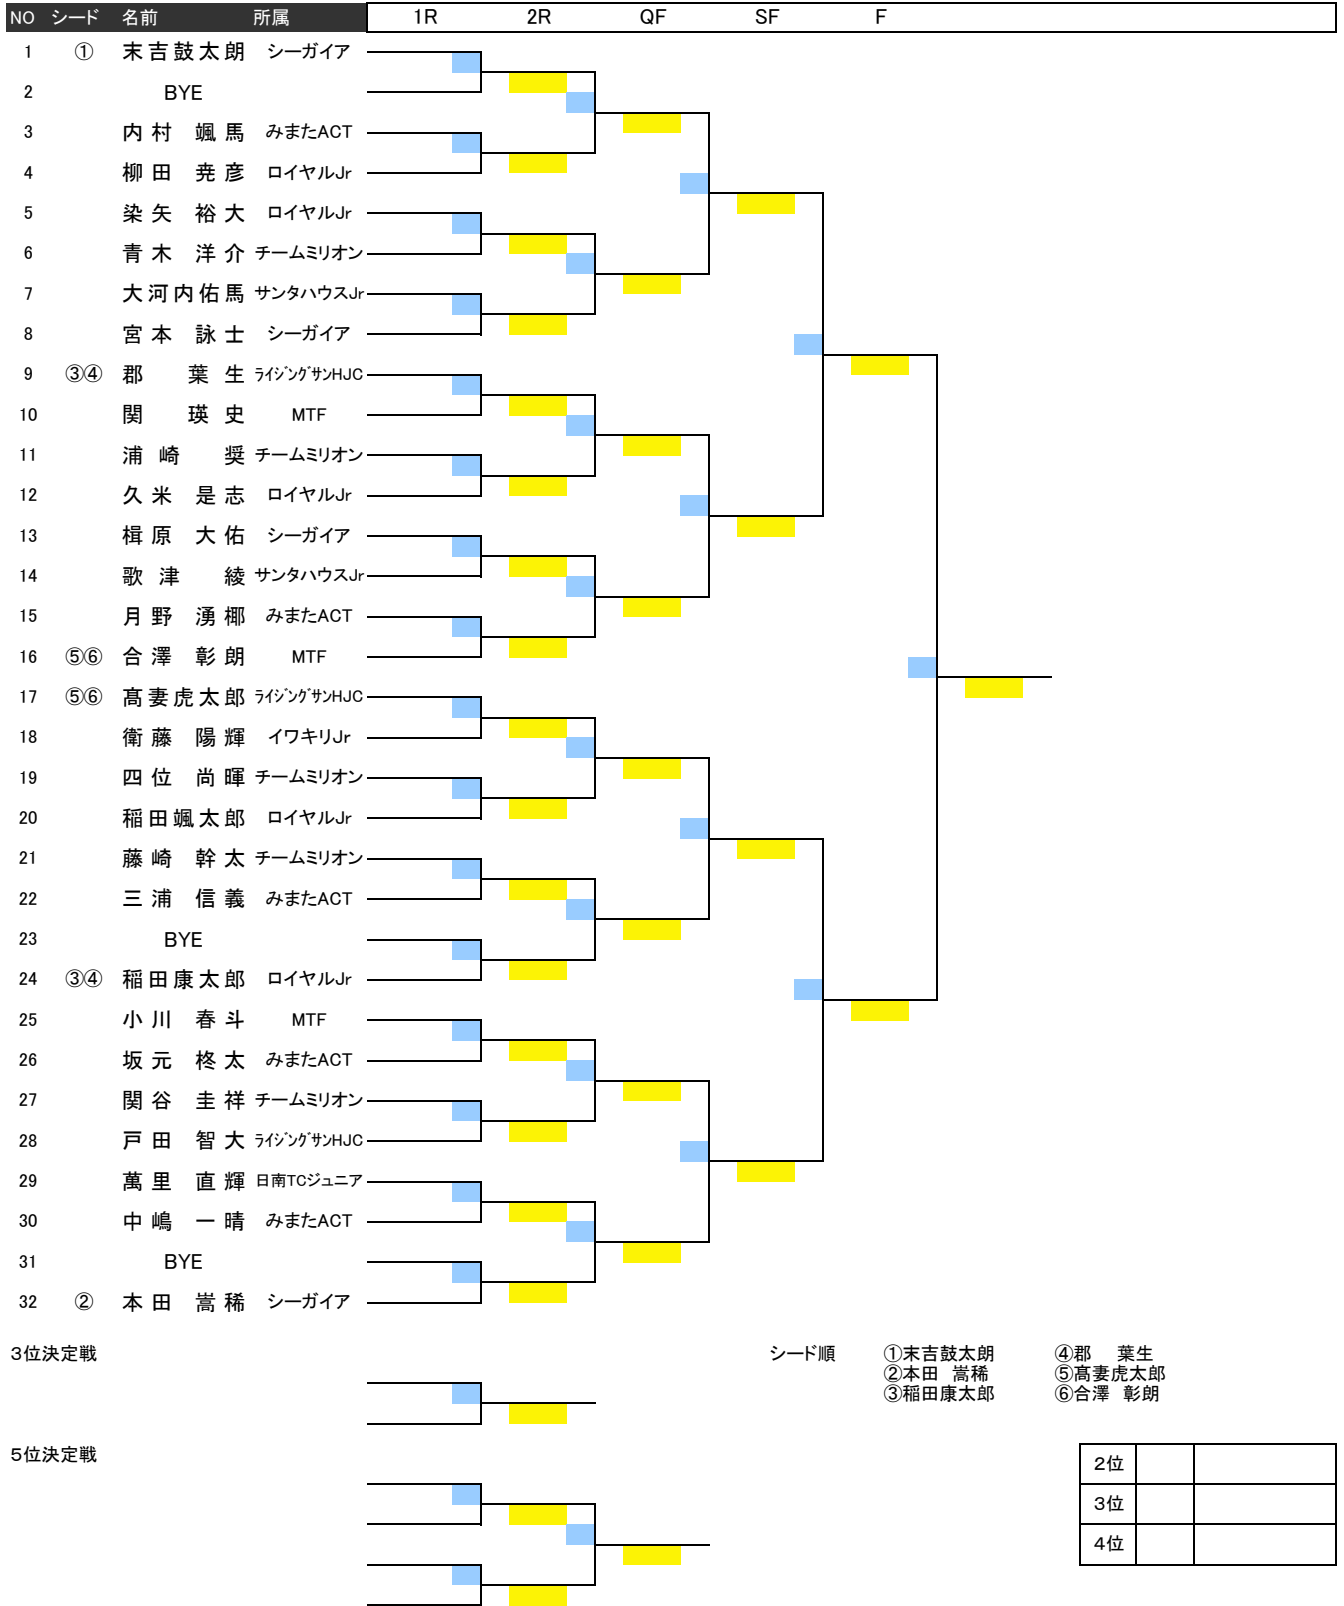 NO シード 名前 所属 1R 2R QF SF F
1 ① 末吉鼓太朗 シーガイア
2 BYE
3 内村 颯馬 みまたACT
4 柳田 尭彦 ロイヤルJr
5 染矢 裕大 ロイヤルJr
6 青木 洋介 チームミリオン
7 大河内佑馬 サンタハウスJr
8 宮本 詠士 シーガイア
9 ③④ 郡 葉生 ﾗｲｼﾞﾝｸﾞｻﾝHJC
10 関 瑛史 MTF
11 浦崎 奨 チームミリオン
12 久米 是志 ロイヤルJr
13 楫原 大佑 シーガイア
14 歌津 綾 サンタハウスJr
15 月野 湧梛 みまたACT
16 ⑤⑥ 合澤 彰朗 MTF
17 ⑤⑥ 髙妻虎太郎 ﾗｲｼﾞﾝｸﾞｻﾝHJC
18 衛藤 陽輝 イワキリJr
19 四位 尚暉 チームミリオン
20 稲田颯太郎 ロイヤルJr
21 藤崎 幹太 チームミリオン
22 三浦 信義 みまたACT
23 BYE
24 ③④ 稲田康太郎 ロイヤルJr
25 小川 春斗 MTF
26 坂元 柊太 みまたACT
27 関谷 圭祥 チームミリオン
28 戸田 智大 ﾗｲｼﾞﾝｸﾞｻﾝHJC
29 萬里 直輝 日南TCジュニア
30 中嶋 一晴 みまたACT
31 BYE
32 ② 本田 嵩稀 シーガイア
３位決定戦
シード順 ①末吉鼓太朗 ④郡 葉生
②本田 嵩稀 ⑤髙妻虎太郎
③稲田康太郎 ⑥合澤 彰朗
５位決定戦
２位
３位
４位